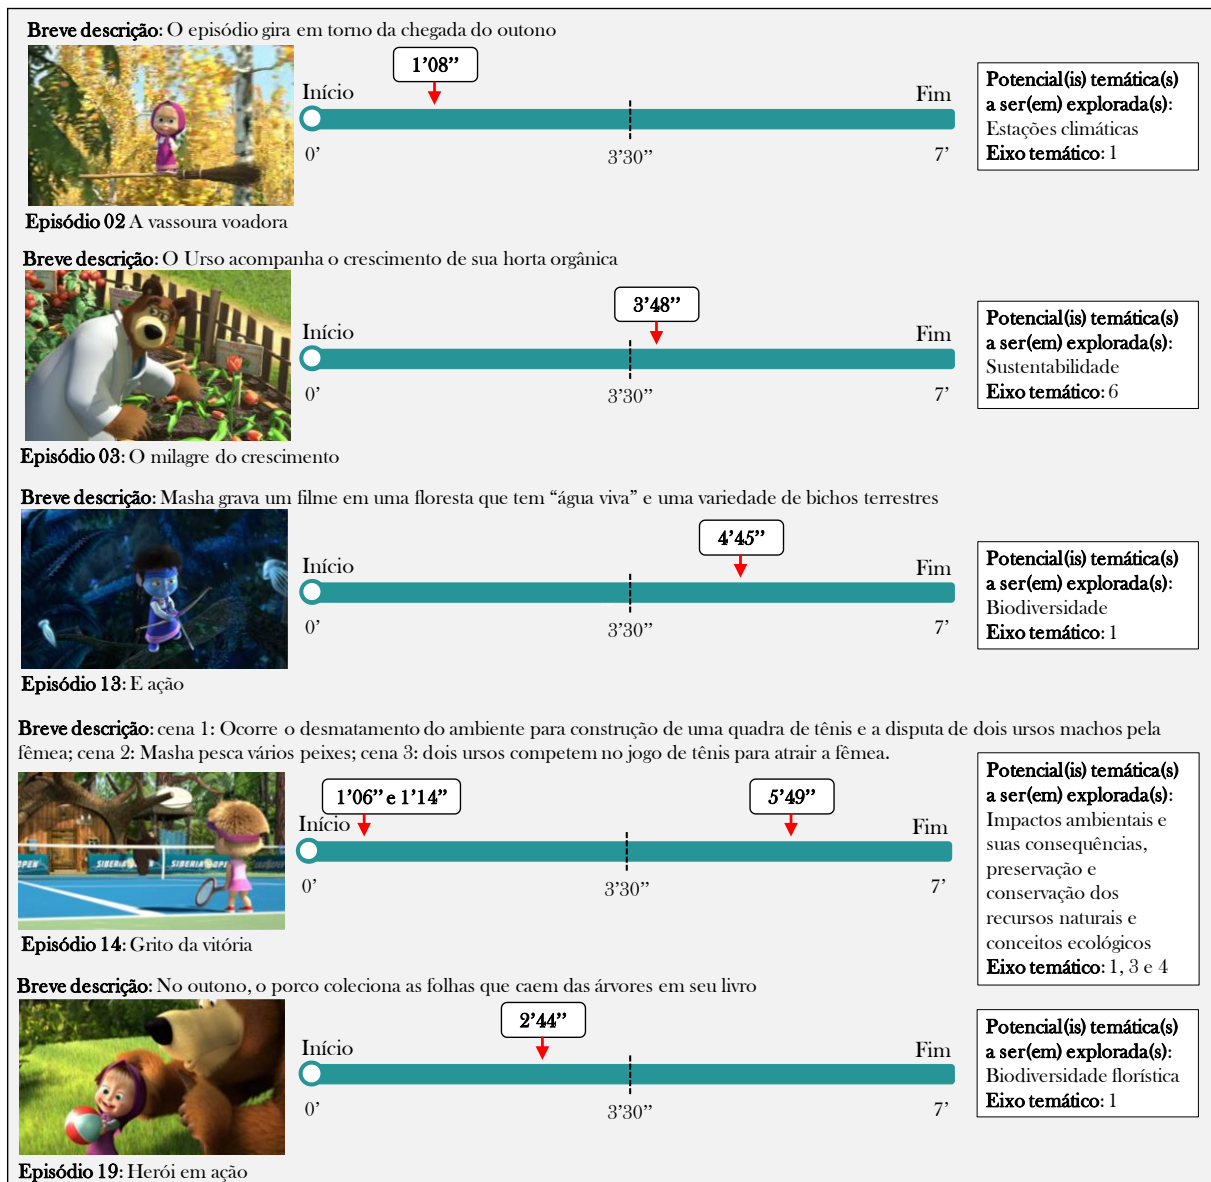 Breve descrição: O episódio gira em torno da chegada do outono
1’08”
Início
Fim
0’
3’30”
7’
Potencial(is) temática(s)
a ser(em) explorada(s):
Estações climáticas
Eixo temático: 1
Episódio 02 A vassoura voadora
Breve descrição: O Urso acompanha o crescimento de sua horta orgânica
3’48”
Início
Fim
0’
3’30”
7’
Potencial(is) temática(s)
a ser(em) explorada(s):
Sustentabilidade
Eixo temático: 6
Episódio 03: O milagre do crescimento
Breve descrição: Masha grava um filme em uma floresta que tem “água viva” e uma variedade de bichos terrestres
4’45”
Início
Fim
0’
3’30”
7’
Potencial(is) temática(s)
a ser(em) explorada(s):
Biodiversidade
Eixo temático: 1
Episódio 13: E ação
Breve descrição: cena 1: Ocorre o desmatamento do ambiente para construção de uma quadra de tênis e a disputa de dois ursos machos pela
fêmea; cena 2: Masha pesca vários peixes; cena 3: dois ursos competem no jogo de tênis para atrair a fêmea.
1’06” e 1’14”
5’49”
Início
Fim
0’
3’30”
7’
OPEN
SIBERIA OPEN
Potencial(is) temática(s)
a ser(em) explorada(s):
Impactos ambientais e
suas consequências,
preservação e
conservação dos
recursos naturais e
conceitos ecológicos
Eixo temático: 1, 3 e 4
Episódio 14: Grito da vitória
Breve descrição: No outono, o porco coleciona as folhas que caem das árvores em seu livro
2’44”
Início
Fim
0’
3’30”
7’
Potencial(is) temática(s)
a ser(em) explorada(s):
Biodiversidade florística
Eixo temático: 1
Episódio 19: Herói em ação